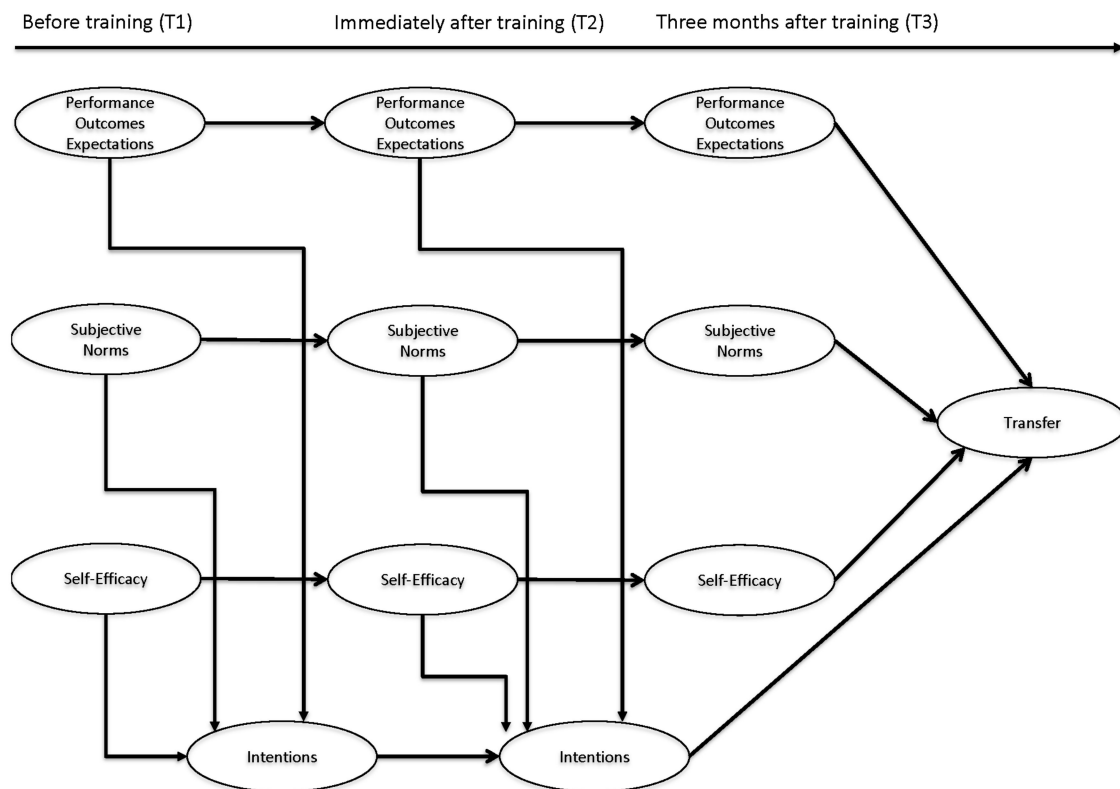 Before training (T1)
Immediately after training (T2)
Three months after training (T3)
Performance
Outcomes
Expectations
Performance
Outcomes
Expectations
Performance
Outcomes
Expectations
Subjective
Norms
Subjective
Norms
Subjective
Norms
Transfer
Self-Efficacy
Self-Efficacy
Self-Efficacy
Intentions
Intentions